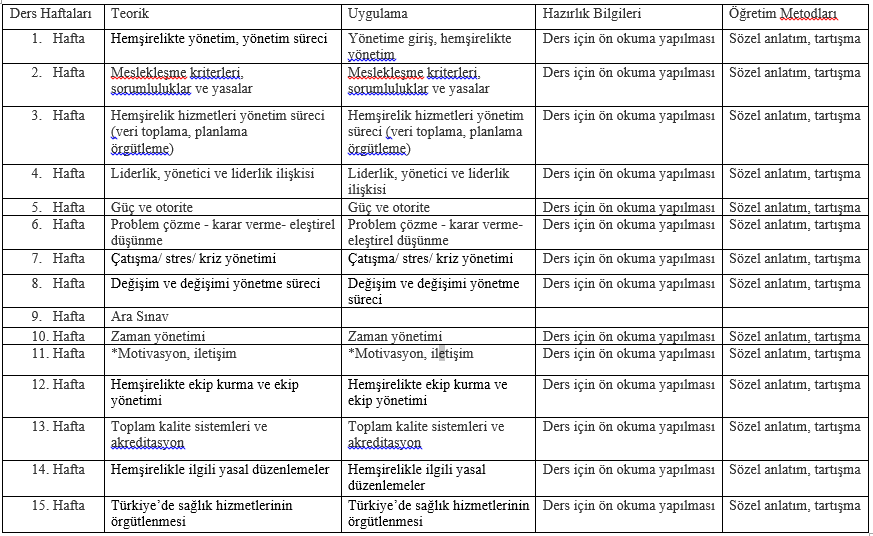 Ders Haftaları Teorik Uygulama Hazırlık Bilgileri Öğretim Metodları
1. Hafta Hemşirelikte yönetim, yönetim süreci Yönetime giriş, hemşirelikte yönetim Ders için ön okuma yapılması Sözel anlatım, tartışma
2. Hafta Meslekleşme kriterleri, sorumluluklar ve yasalar Meslekleşme kriterleri, sorumluluklar ve yasalar Ders için ön okuma yapılması Sözel anlatım, tartışma
3. Hafta Hemşirelik hizmetleri yönetim süreci (veri toplama, planlama örgütleme) Hemşirelik hizmetleri yönetim süreci (veri toplama, planlama örgütleme) Ders için ön okuma yapılması Sözel anlatım, tartışma
4. Hafta Liderlik, yönetici ve liderlik ilişkisi Liderlik, yönetici ve liderlik ilişkisi Ders için ön okuma yapılması Sözel anlatım, tartışma
5. Hafta Güç ve otorite Güç ve otorite Ders için ön okuma yapılması Sözel anlatım, tartışma
6. Hafta Problem çözme - karar verme- eleştirel düşünme Problem çözme - karar verme- eleştirel düşünme Ders için ön okuma yapılması Sözel anlatım, tartışma
7. Hafta Çatışma/ stres/ kriz yönetimi Çatışma/ stres/ kriz yönetimi Ders için ön okuma yapılması Sözel anlatım, tartışma
8. Hafta Değişim ve değişimi yönetme süreci Değişim ve değişimi yönetme süreci Ders için ön okuma yapılması Sözel anlatım, tartışma
9. Hafta Ara Sınav
10. Hafta Zaman yönetimi Zaman yönetimi Ders için ön okuma yapılması Sözel anlatım, tartışma
11. Hafta *Motivasyon, iletişim *Motivasyon, iletişim Ders için ön okuma yapılması Sözel anlatım, tartışma
12. Hafta Hemşirelikte ekip kurma ve ekip yönetimi Hemşirelikte ekip kurma ve ekip yönetimi Ders için ön okuma yapılması Sözel anlatım, tartışma
13. Hafta Toplam kalite sistemleri ve akreditasyon Toplam kalite sistemleri ve akreditasyon Ders için ön okuma yapılması Sözel anlatım, tartışma
14. Hafta Hemşirelikle ilgili yasal düzenlemeler Hemşirelikle ilgili yasal düzenlemeler Ders için ön okuma yapılması Sözel anlatım, tartışma
15. Hafta Türkiye’de sağlık hizmetlerinin örgütlenmesi Türkiye’de sağlık hizmetlerinin örgütlenmesi Ders için ön okuma yapılması Sözel anlatım, tartışma